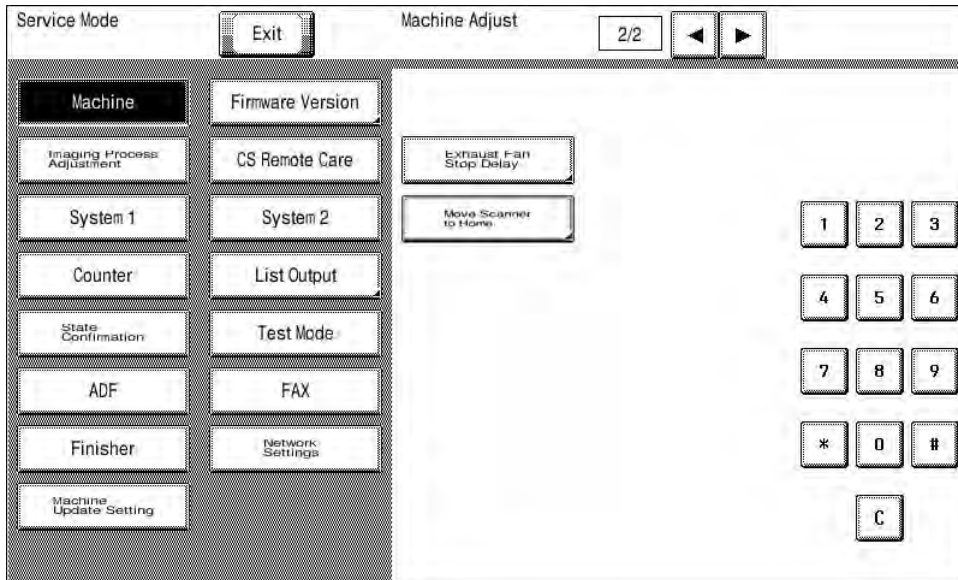 Service Mode
Exit
Machine Adjust
2/2
Machine
Firmware Version
Imaging Process
Adjustment
CS Remote Care
Exhaust Fan
Stop Delay
System 1
System 2
Move Scanner
to Home
1 2 3
Counter
List Output
4 5 6
State
Confirmation
Test Mode
7 8 9
ADF
FAX
Finisher
Network
Settings
* 0 #
Machine
Update Setting
C